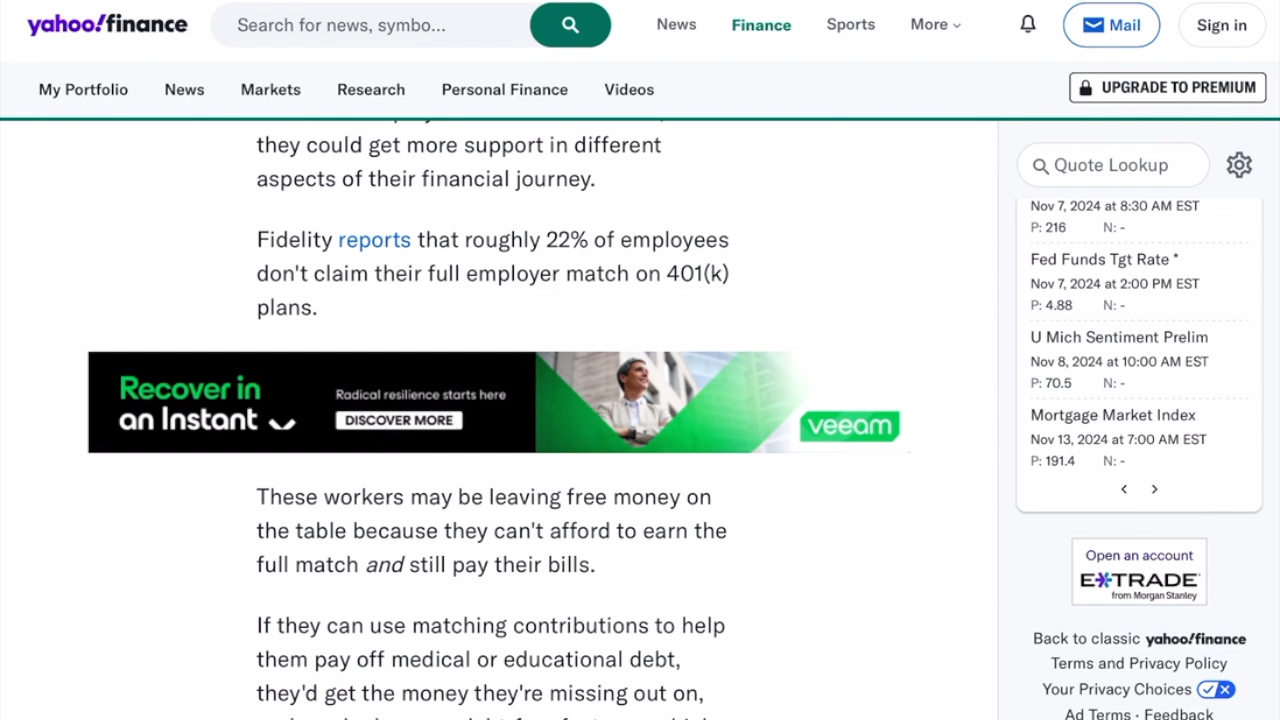 yahoo!finance
Search for news, symbo...
News
Finance
Sports
More
Mail
Sign in
My Portfolio
News
Markets
Research
Personal Finance
Videos
UPGRADE TO PREMIUM
they could get more support in different
aspects of their financial journey.
Fidelity reports that roughly 22% of employees
don't claim their full employer match on 401(k)
plans.
Recover in
an Instant
Radical resilience starts here
DISCOVER MORE
veeam
These workers may be leaving free money on
the table because they can't afford to earn the
full match and still pay their bills.
If they can use matching contributions to help
them pay off medical or educational debt,
they'd get the money they're missing out on,
Quote Lookup
Nov 7, 2024 at 8:30 AM EST
P: 216 N: -
Fed Funds Tgt Rate *
Nov 7, 2024 at 2:00 PM EST
P: 4.88 N: -
U Mich Sentiment Prelim
Nov 8, 2024 at 10:00 AM EST
P: 70.5 N: -
Mortgage Market Index
Nov 13, 2024 at 7:00 AM EST
P: 191.4 N: -
Open an account
E*TRADE
from Morgan Stanley
Back to classic yahoo!finance
Terms and Privacy Policy
Your Privacy Choices
Ad Terms · Feedback